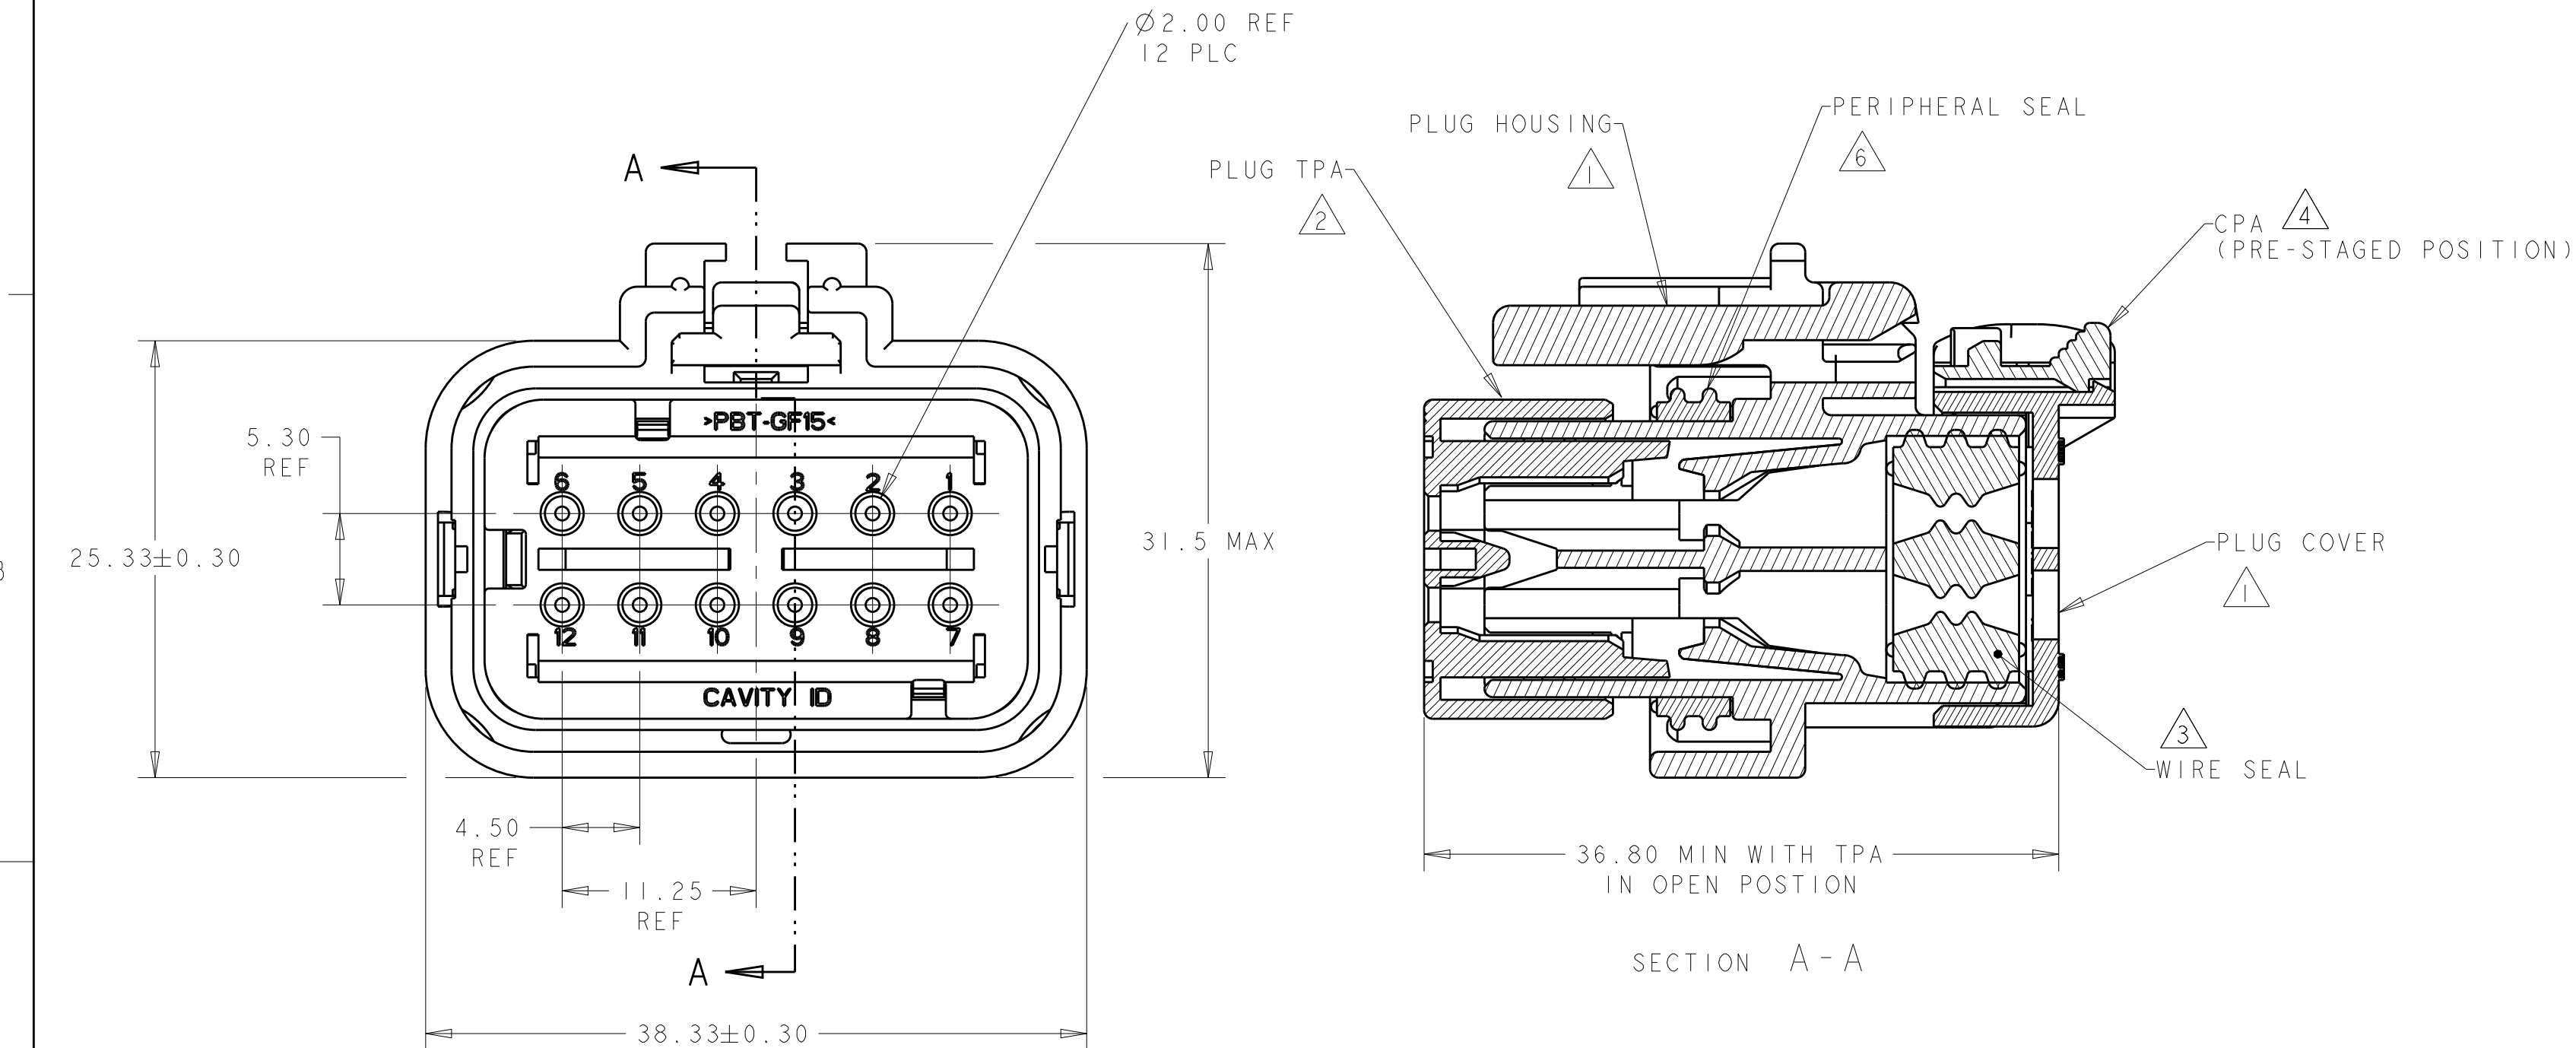 Ø2.00 REF
12 PLC
A
5.30
REF
25.33±0.30
>PBT-GF15<
6 5 4 3 2 1
12 11 10 9 8 7
CAVITY ID
31.5 MAX
4.50
REF
11.25
REF
A
38.33±0.30
PLUG TPA
2
PLUG HOUSING
1
PERIPHERAL SEAL
6
CPA 4
(PRE-STAGED POSITION)
PLUG COVER
1
3
WIRE SEAL
36.80 MIN WITH TPA
IN OPEN POSTION
SECTION A-A